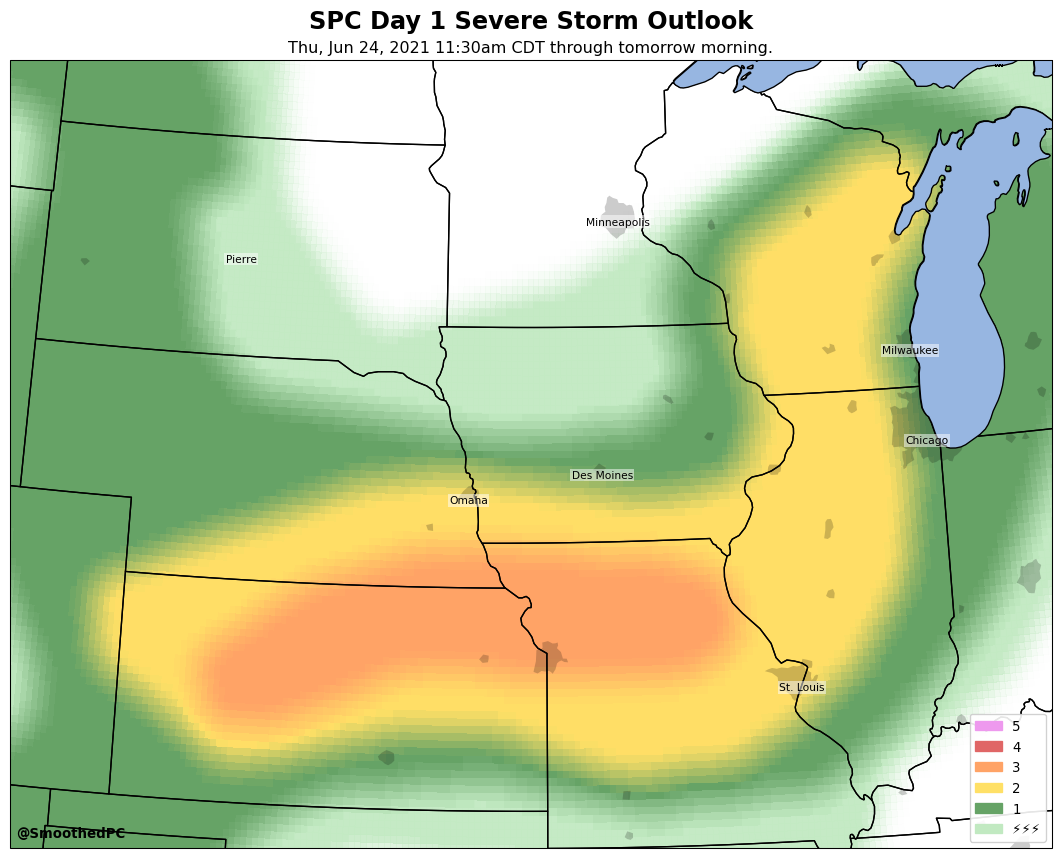 SPC Day 1 Severe Storm Outlook
Thu, Jun 24, 2021 11:30am CDT through tomorrow morning.
Minneapolis
Pierre
Milwaukee
Chicago
Des Moines
Omaha
St. Louis
5
4
3
2
1
⚡⚡⚡
@SmoothedPC